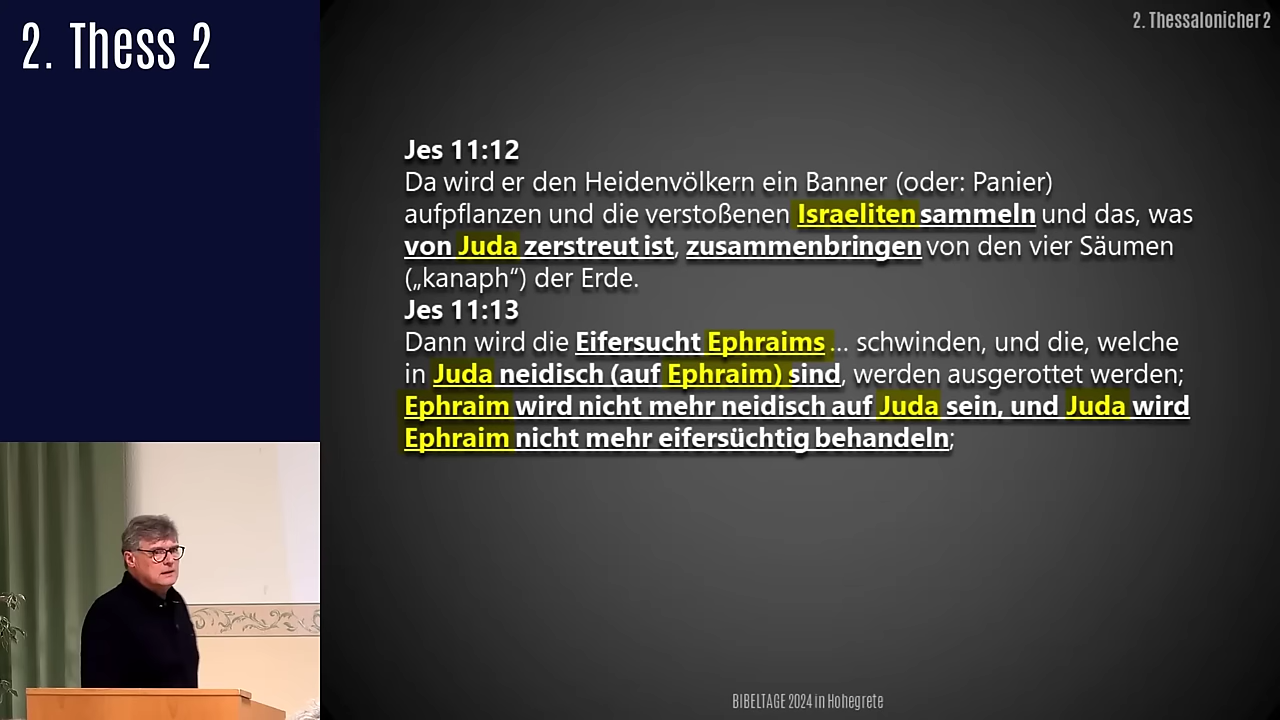 2. Thess 2
2. Thessalonicher 2
Jes 11:12
Da wird er den Heidenvölkern ein Banner (oder: Panier)
aufpflanzen und die verstoßenen Israeliten sammeln und das, was
von Juda zerstreut ist, zusammenbringen von den vier Säumen
(„kanaph“) der Erde.
Jes 11:13
Dann wird die Eifersucht Ephraims ... schwinden, und die, welche
in Juda neidisch (auf Ephraim) sind, werden ausgerottet werden;
Ephraim wird nicht mehr neidisch auf Juda sein, und Juda wird
Ephraim nicht mehr eifersüchtig behandeln;
BIBELTAGE 2024 in Hohegrete